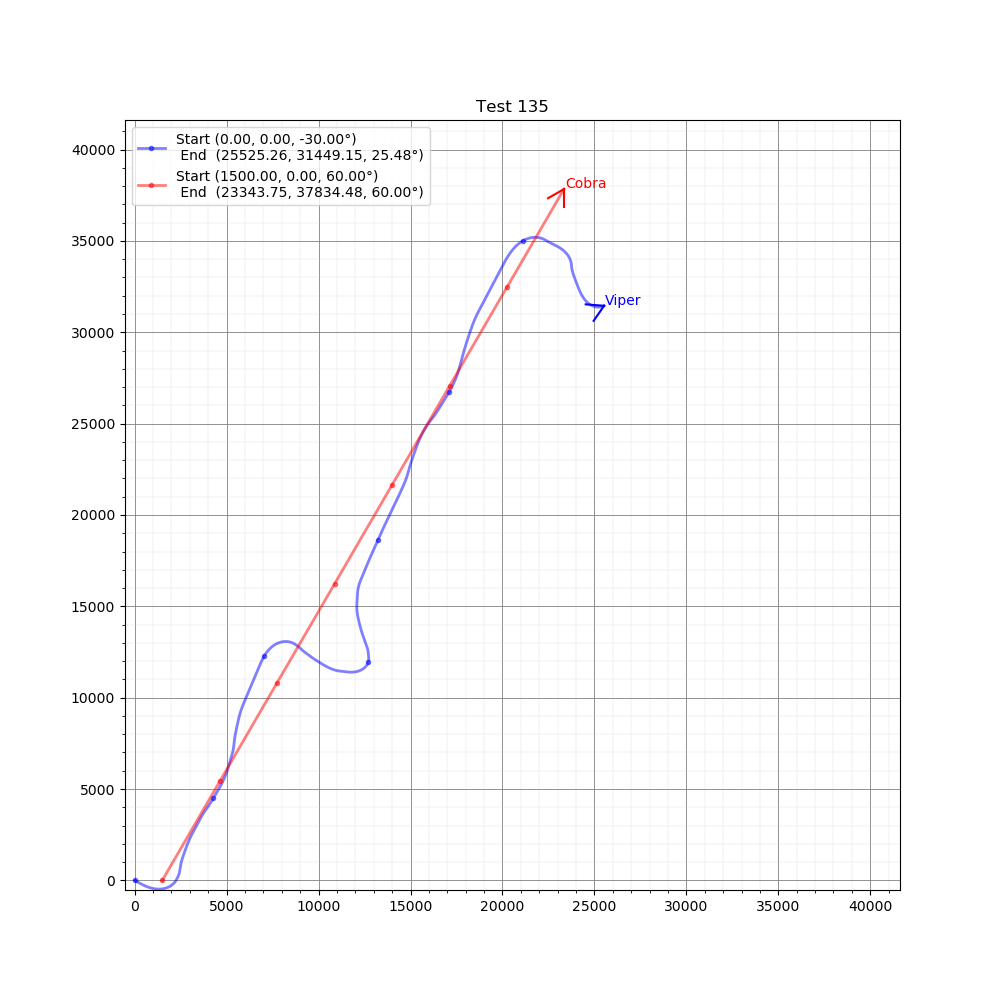 Test 135
Start (0.00, 0.00, -30.00°)
End (25525.26, 31449.15, 25.48°)
Start (1500.00, 0.00, 60.00°)
End (23343.75, 37834.48, 60.00°)
Cobra
Viper
40000
35000
30000
25000
20000
15000
10000
5000
0
0 5000 10000 15000 20000 25000 30000 35000 40000